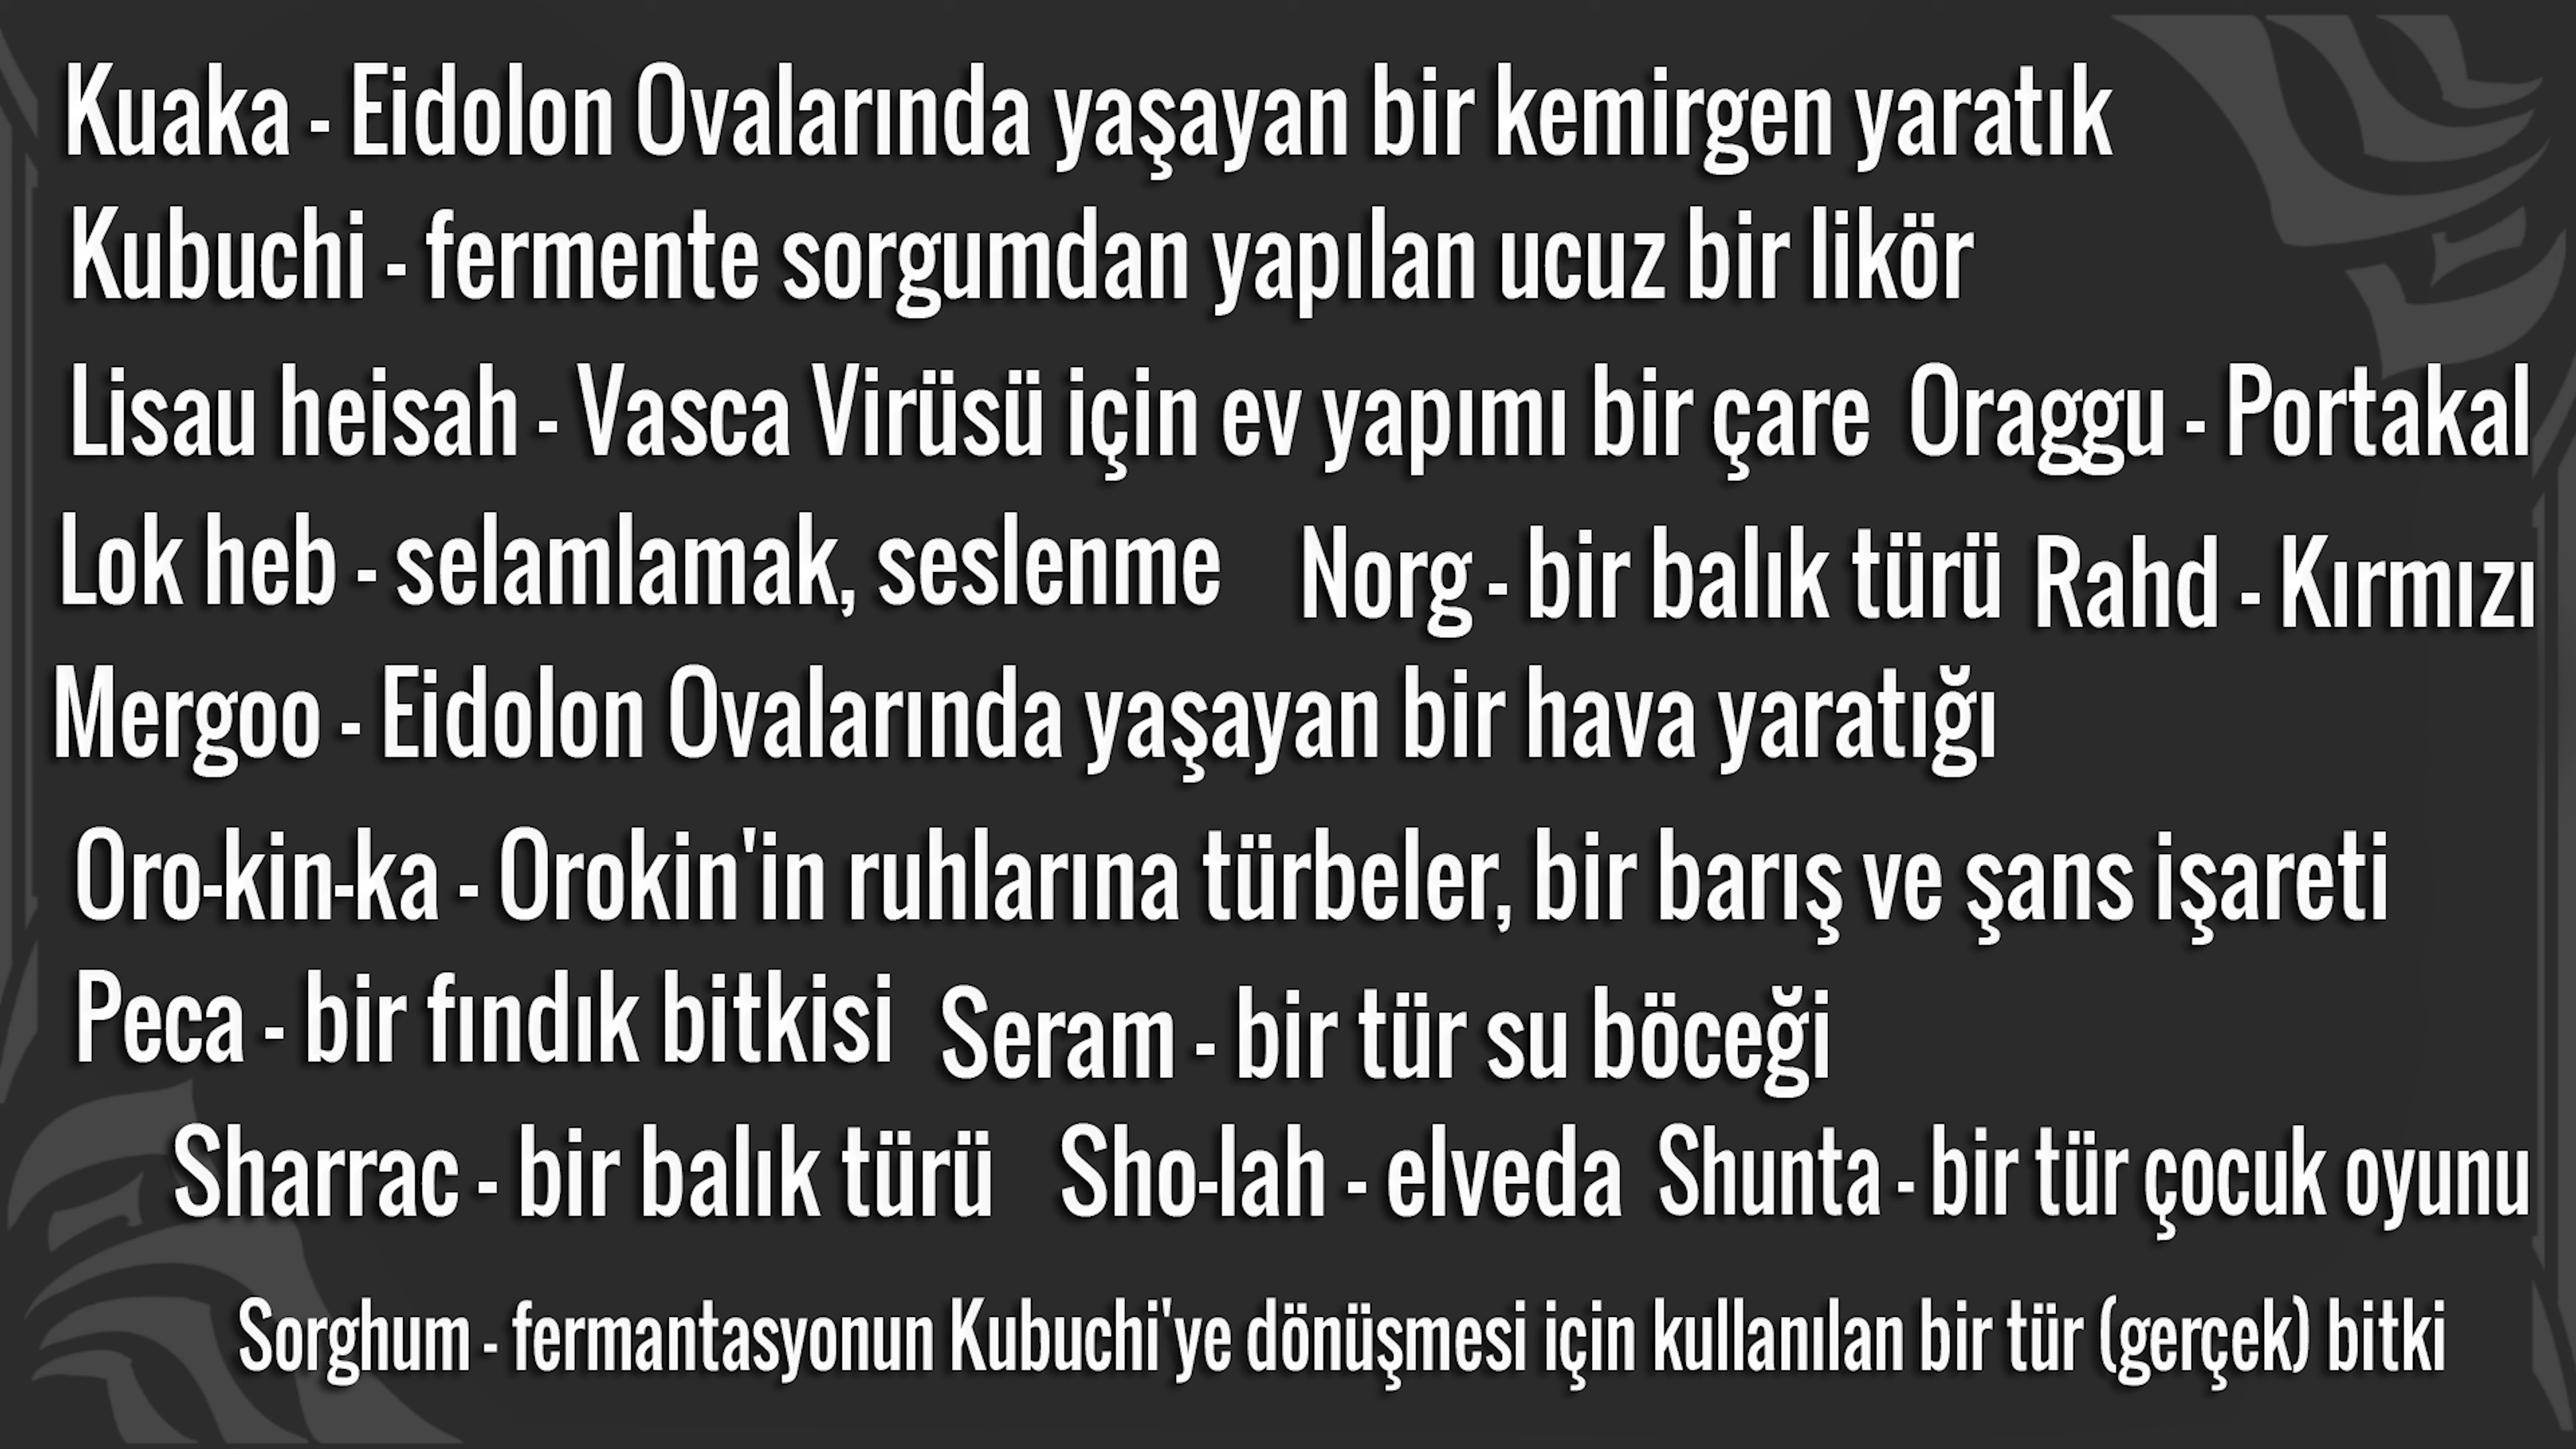 Kuaka - Eidolon Ovalarında yaşayan bir kemirgen yaratık
Kubuchi - fermente sorgumdan yapılan ucuz bir likör
Lisau heisah - Vasca Virüsü için ev yapımı bir çare Oraggu - Portakal
Lok heb - selamlamak, seslenme Norg - bir balık türü Rahd - Kırmızı
Mergoo - Eidolon Ovalarında yaşayan bir hava yaratığı
Oro-kin-ka - Orokin'in ruhlarına türbeler, bir barış ve şans işareti
Peca - bir fındık bitkisi Seram - bir tür su böceği
Sharrac - bir balık türü Sho-lah - elveda Shunta - bir tür çocuk oyunu
Sorghum - fermantasyonun Kubuchi'ye dönüşmesi için kullanılan bir tür (gerçek) bitki